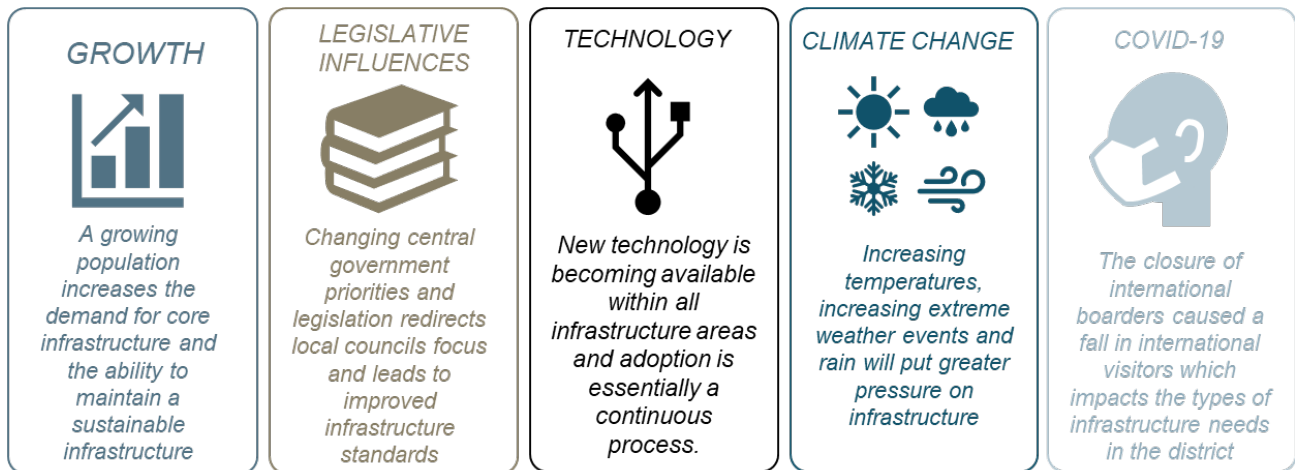 GROWTH
A growing
population
increases the
demand for core
infrastructure and
the ability to
maintain a
sustainable
infrastructure
LEGISLATIVE
INFLUENCES
Changing central
government
priorities and
legislation redirects
local councils focus
and leads to
improved
infrastructure
standards
TECHNOLOGY
New technology is
becoming available
within all
infrastructure areas
and adoption is
essentially a
continuous
process.
CLIMATE CHANGE
Increasing
temperatures,
increasing extreme
weather events and
rain will put greater
pressure on
infrastructure
COVID-19
The closure of
international
boarders caused a
fall in international
visitors which
impacts the types of
infrastructure needs
in the district